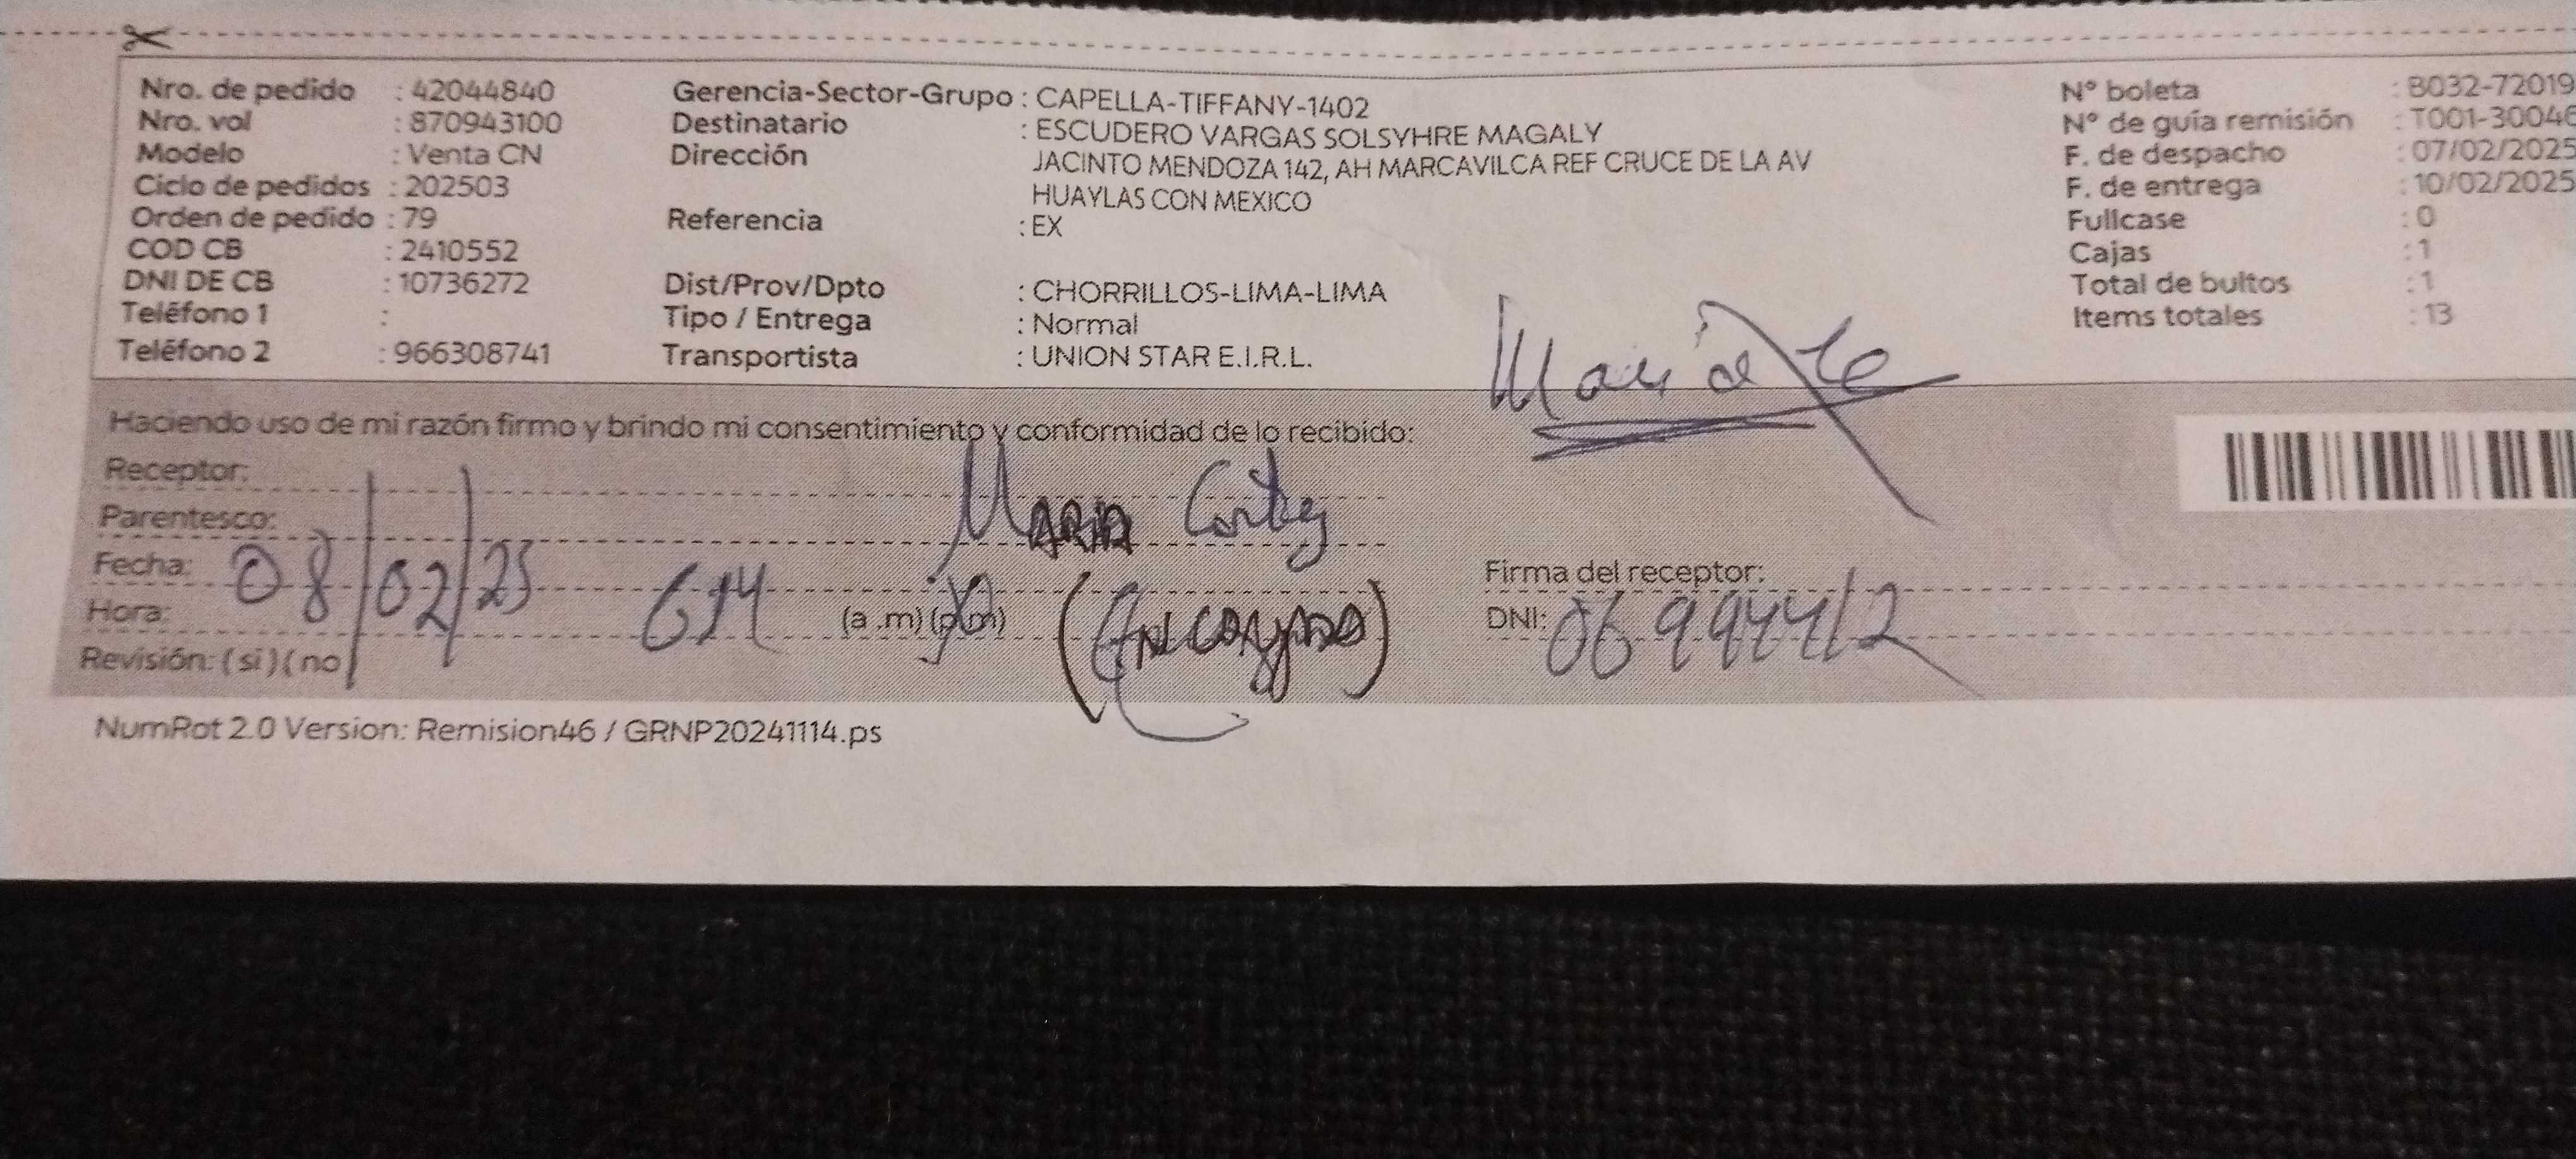 Nro. de pedido : 42044840
Nro. vol : 870943100
Modelo : Venta CN
Ciclo de pedidos : 202503
Orden de pedido : 79
COD CB : 2410552
DNI DE CB : 10736272
Teléfono 1 :
Teléfono 2 : 966308741
Gerencia-Sector-Grupo : CAPELLA-TIFFANY-1402
Destinatario : ESCUDERO VARGAS SOLSYHRE MAGALY
Dirección JACINTO MENDOZA 142, AH MARCAVILCA REF CRUCE DE LA AV
HUAYLAS CON MEXICO
Referencia : EX
Dist/Prov/Dpto : CHORRILLOS-LIMA-LIMA
Tipo / Entrega : Normal
Transportista : UNION STAR E.I.R.L.
N° boleta : B032-72019
N° de guía remisión : T001-30046
F. de despacho : 07/02/2025
F. de entrega : 10/02/2025
Fullcase : 0
Cajas : 1
Total de bultos : 1
Items totales : 13
Haciendo uso de mi razón firmo y brindo mi consentimiento y conformidad de lo recibido:
Receptor:
Parentesco: Maria Cortez
Fecha: 08/02/25
Hora: 614 (a .m) (p.m) (Encargado)
Revisión: ( si ) ( no )
Firma del receptor:
DNI: 06994412
NumRot 2.0 Version: Remision46 / GRNP20241114.ps